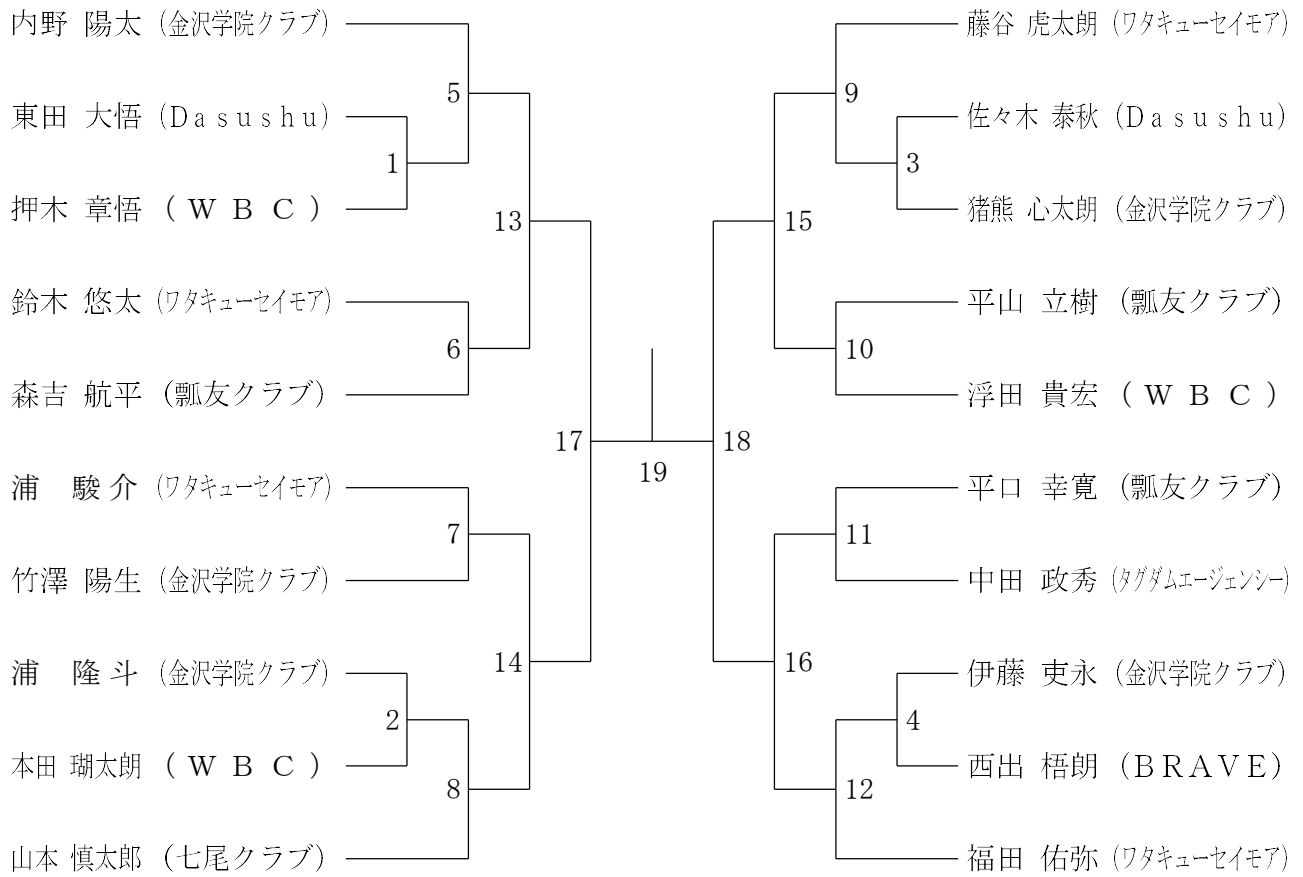 内野 陽太 (金沢学院クラブ)
5
東田 大悟 (Dasushu)
1
押木 章悟 (WBC)
13
鈴木 悠太 (ワタキューセイモア)
6
森吉 航平 (瓢友クラブ)
17
浦 駿介 (ワタキューセイモア)
7
竹澤 陽生 (金沢学院クラブ)
14
浦 隆斗 (金沢学院クラブ)
2
本田 瑚太朗 (WBC)
8
山本 慎太郎 (七尾クラブ)
19
藤谷 虎太朗 (ワタキューセイモア)
9
佐々木 泰秋 (Dasushu)
3
猪熊 心太朗 (金沢学院クラブ)
15
平山 立樹 (瓢友クラブ)
10
浮田 貴宏 (WBC)
18
平口 幸寛 (瓢友クラブ)
11
中田 政秀 (タグダムエージェンシー)
16
伊藤 吏永 (金沢学院クラブ)
4
西出 梧朗 (BRAVE)
12
福田 佑弥 (ワタキューセイモア)